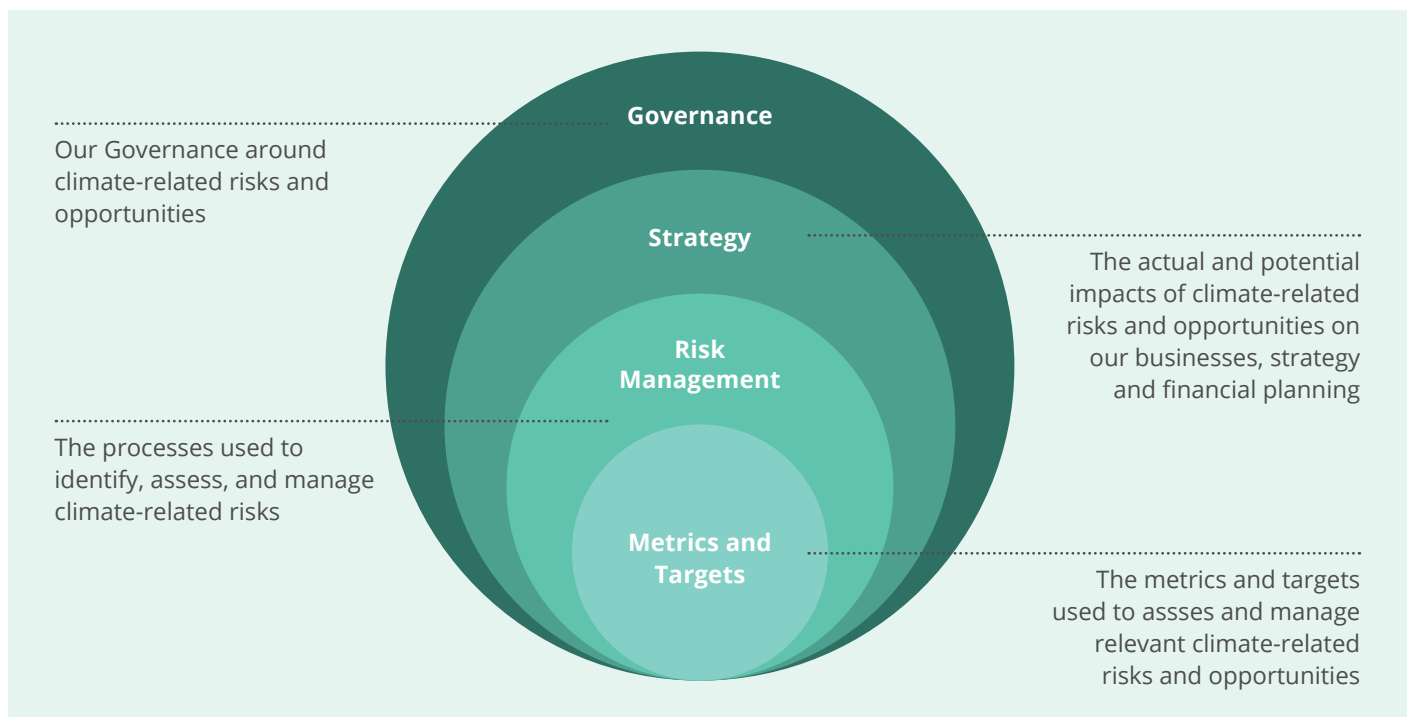 Governance
Our Governance around
climate-related risks and
opportunities
Strategy
The actual and potential
impacts of climate-related
risks and opportunities on
our businesses, strategy
and financial planning
Risk
Management
The processes used to
identify, assess, and manage
climate-related risks
Metrics and
Targets
The metrics and targets
used to assses and manage
relevant climate-related
risks and opportunities